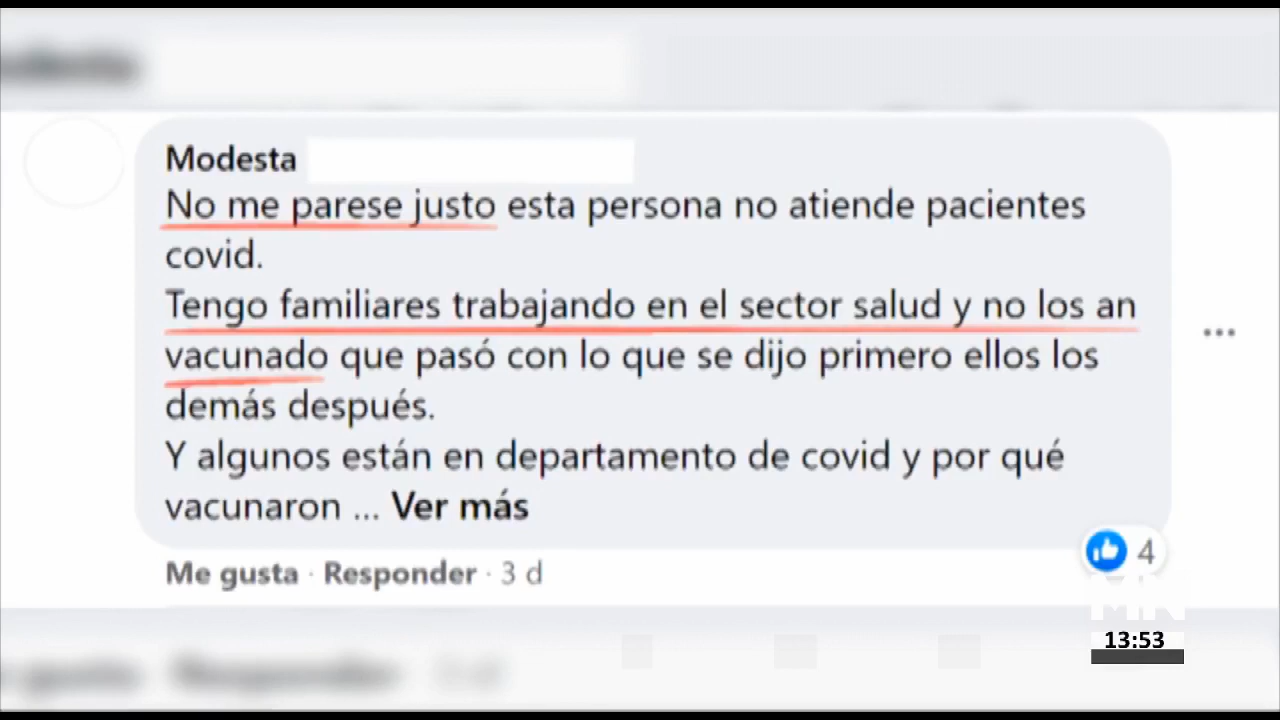 Modesta
No me parese justo esta persona no atiende pacientes
covid.
Tengo familiares trabajando en el sector salud y no los an
vacunado que pasó con lo que se dijo primero ellos los
demás después.
Y algunos están en departamento de covid y por qué
vacunaron ... Ver más
4
Me gusta · Responder · 3 d
MN
13:53